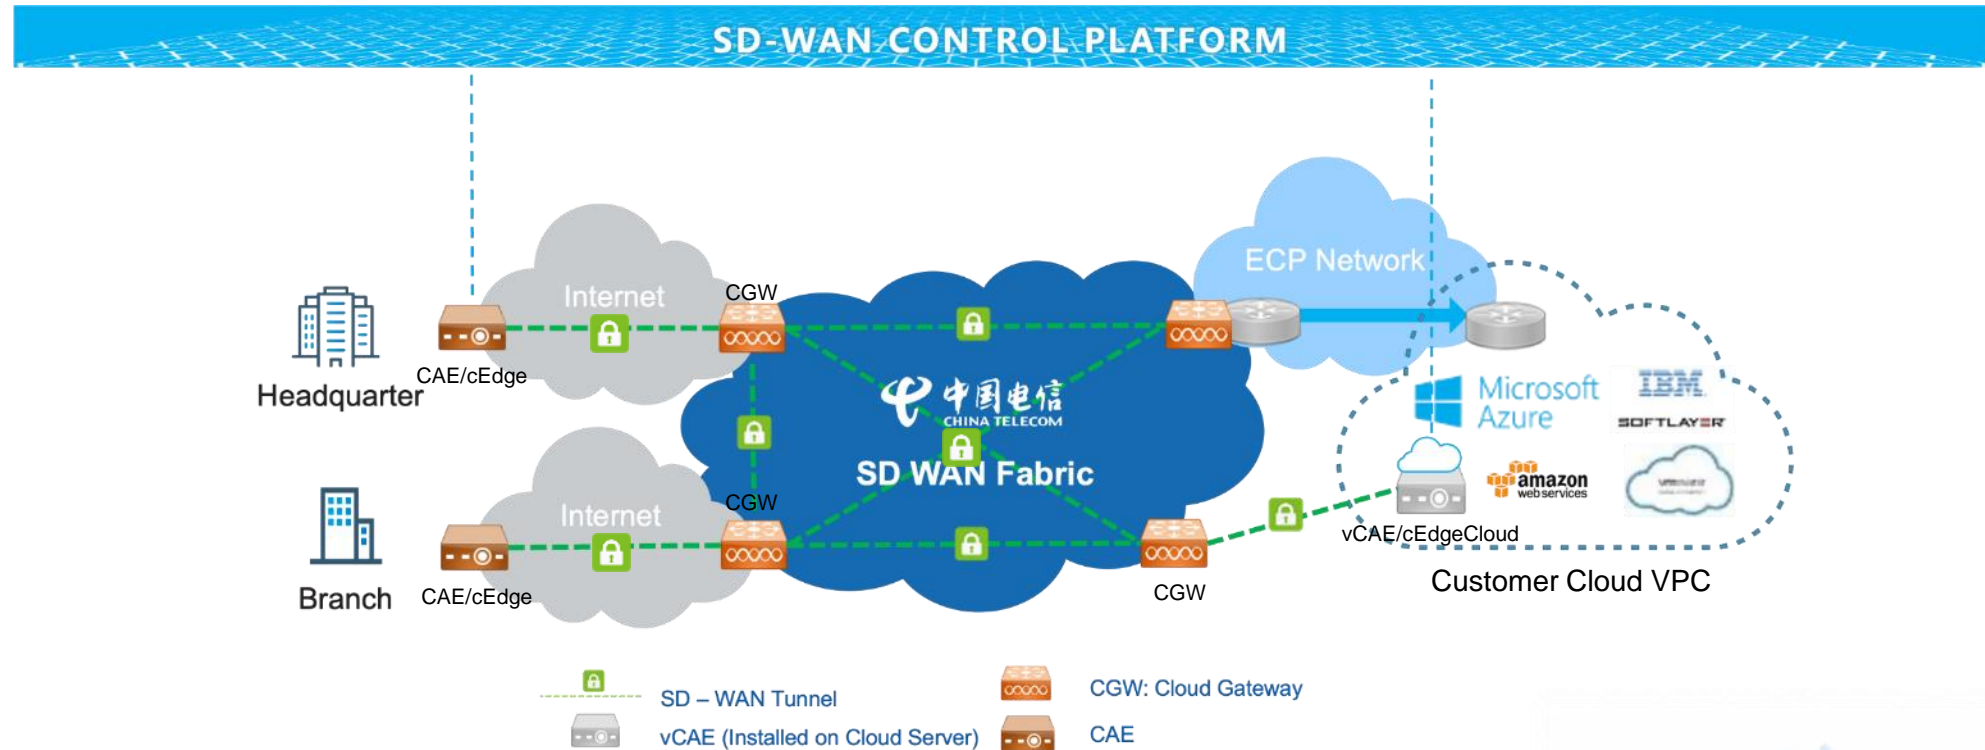 SD-WAN CONTROL PLATFORM
ECP Network
Internet
CGW
CAE/cEdge
Headquarter
中国电信
CHINA TELECOM
SD WAN Fabric
Microsoft
Azure
IBM
SOFTLAYER
amazon
webservices
CGW
Internet
vCAE/cEdgeCloud
Customer Cloud VPC
CAE/cEdge
Branch
CGW
SD – WAN Tunnel
CGW: Cloud Gateway
vCAE (Installed on Cloud Server)
CAE